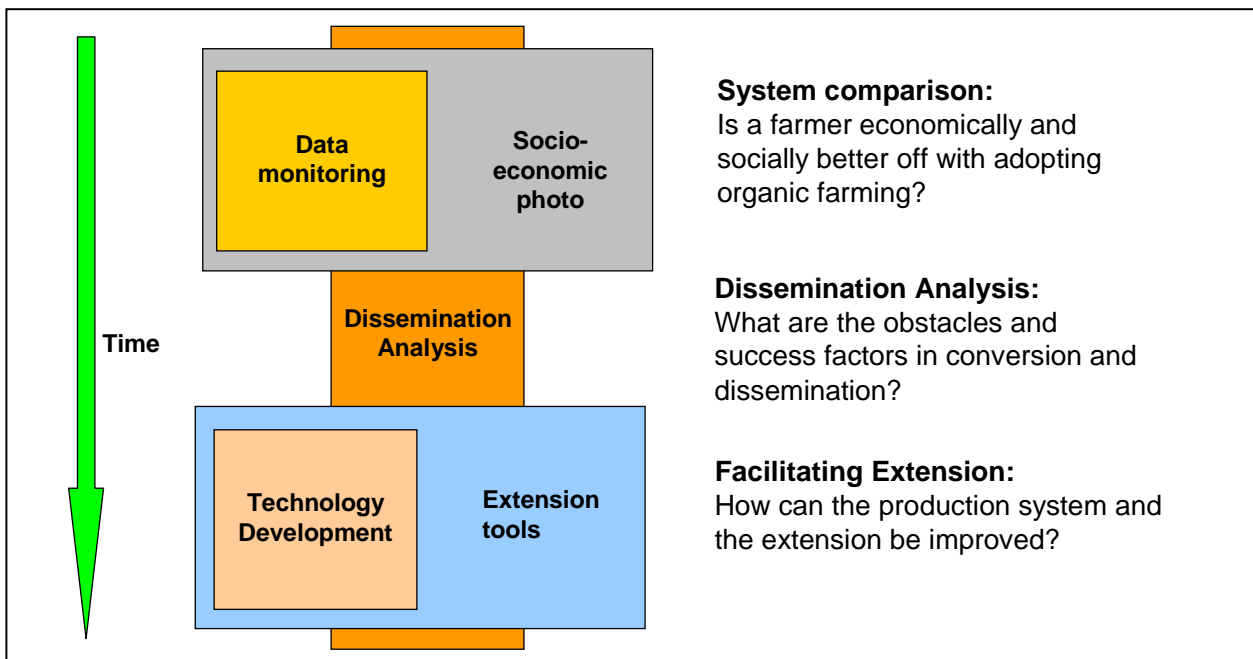 Time
Data
monitoring
Socio-
economic
photo
Dissemination
Analysis
Technology
Development
Extension
tools
System comparison:
Is a farmer economically and
socially better off with adopting
organic farming?
Dissemination Analysis:
What are the obstacles and
success factors in conversion and
dissemination?
Facilitating Extension:
How can the production system and
the extension be improved?